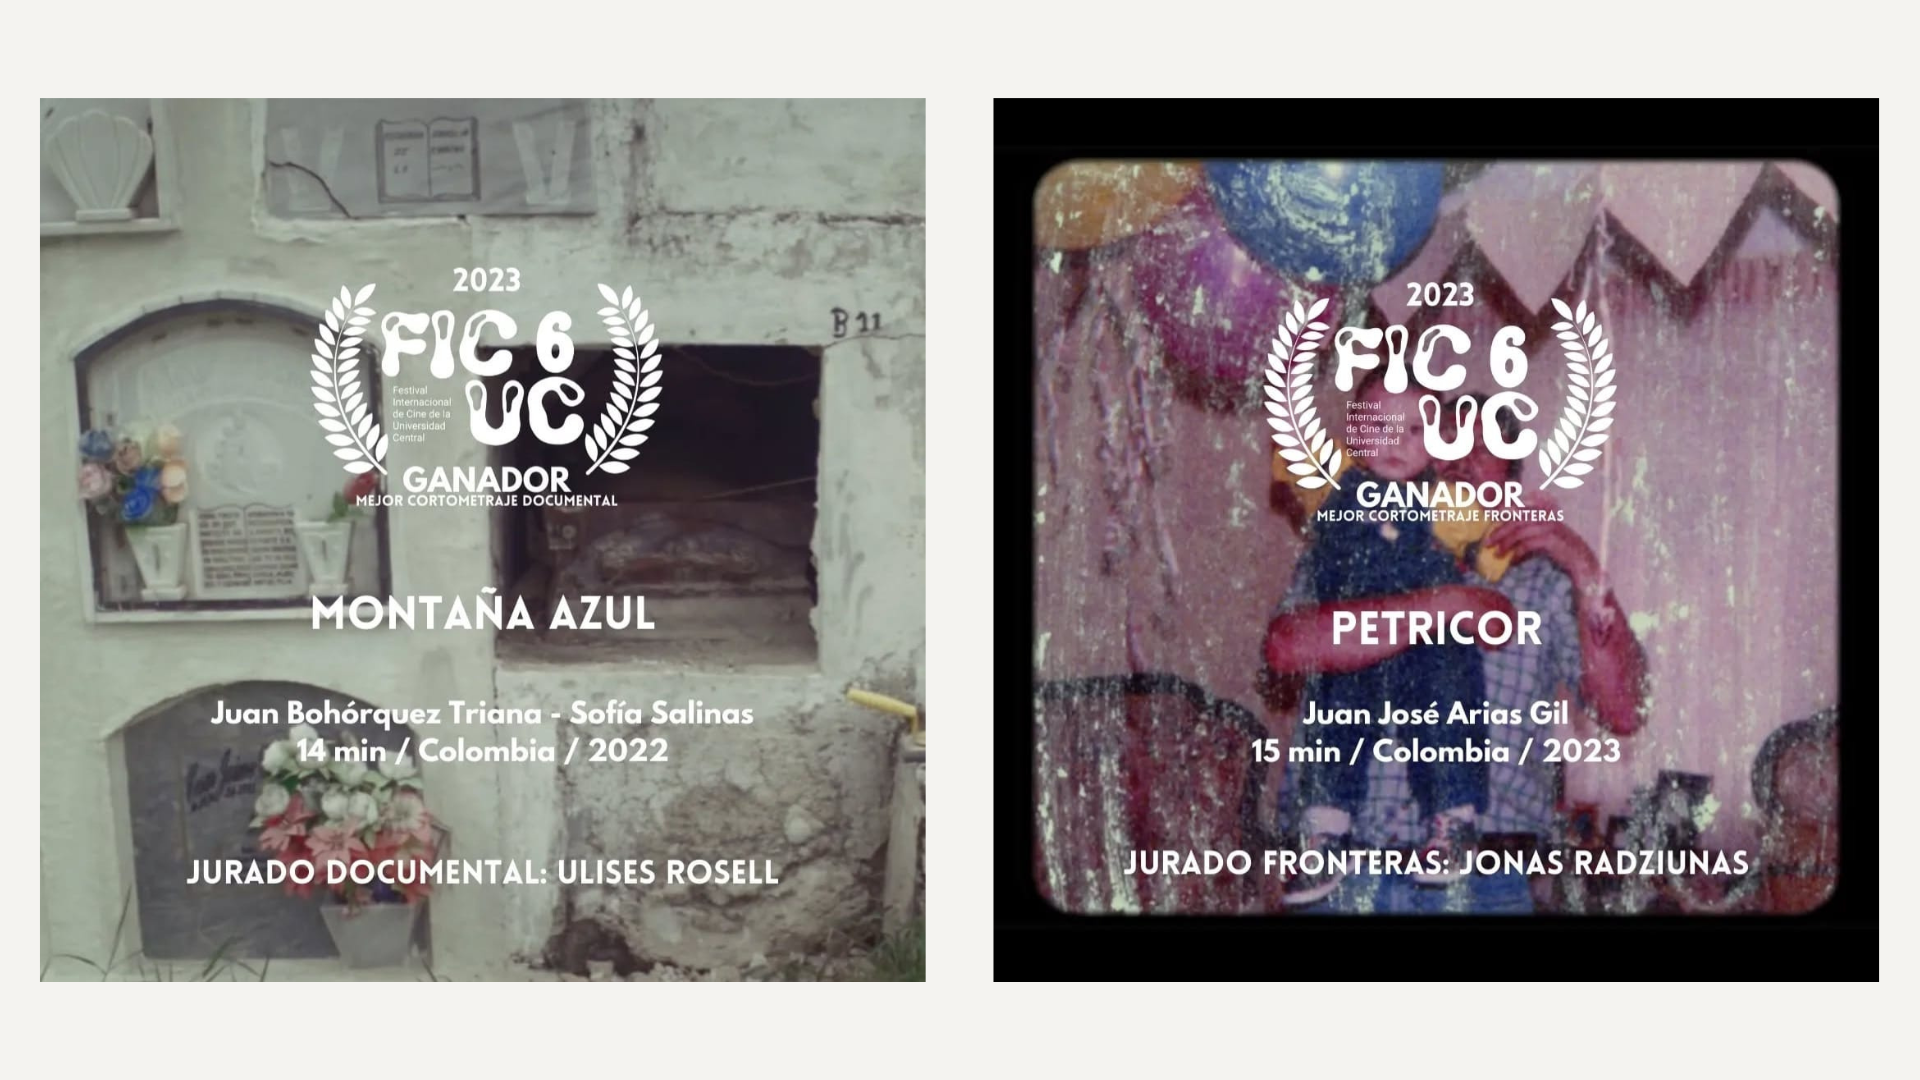 2023
FIC 6
UC
Festival
Internacional
de Cine de la
Universidad
Central
GANADOR
MEJOR CORTOMETRAJE DOCUMENTAL
B 11
MONTAÑA AZUL
Juan Bohórquez Triana - Sofía Salinas
14 min / Colombia / 2022
JURADO DOCUMENTAL: ULISES ROSELL
2023
FIC 6
UC
Festival
Internacional
de Cine de la
Universidad
Central
GANADOR
MEJOR CORTOMETRAJE FRONTERAS
PETRICOR
Juan José Arias Gil
15 min / Colombia / 2023
JURADO FRONTERAS: JONAS RADZIUNAS